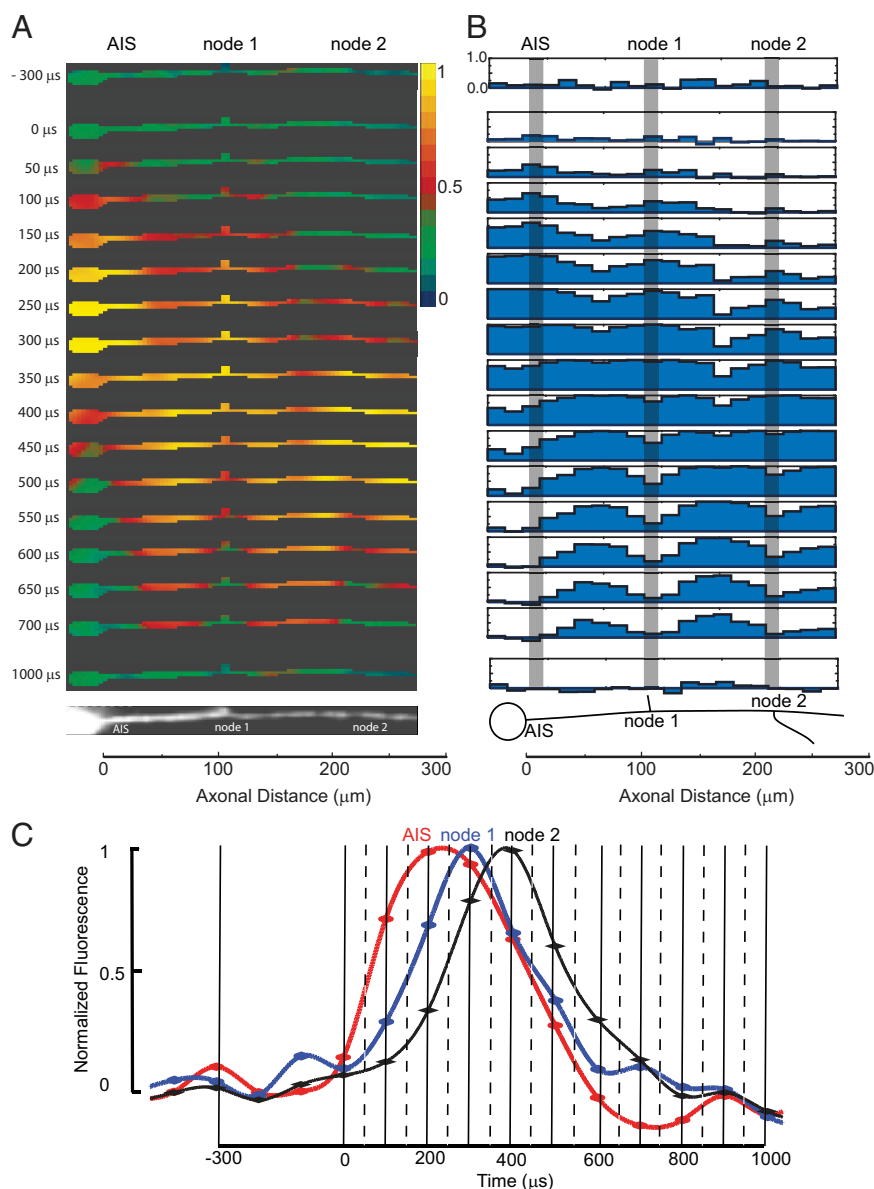 A
B
AIS node 1 node 2
AIS node 1 node 2
- 300 µs
0 µs
50 µs
100 µs
150 µs
200 µs
250 µs
300 µs
350 µs
400 µs
450 µs
500 µs
550 µs
600 µs
650 µs
700 µs
1000 µs
1
0.5
0
1.0
0.0
AIS node 1 node 2
AIS node 1 node 2
0 100 200 300
Axonal Distance (µm)
0 100 200 300
Axonal Distance (µm)
C
AIS node 1 node 2
1
0.5
0
Normalized Fluorescence
-300 0 200 400 600 800 1000
Time (µs)